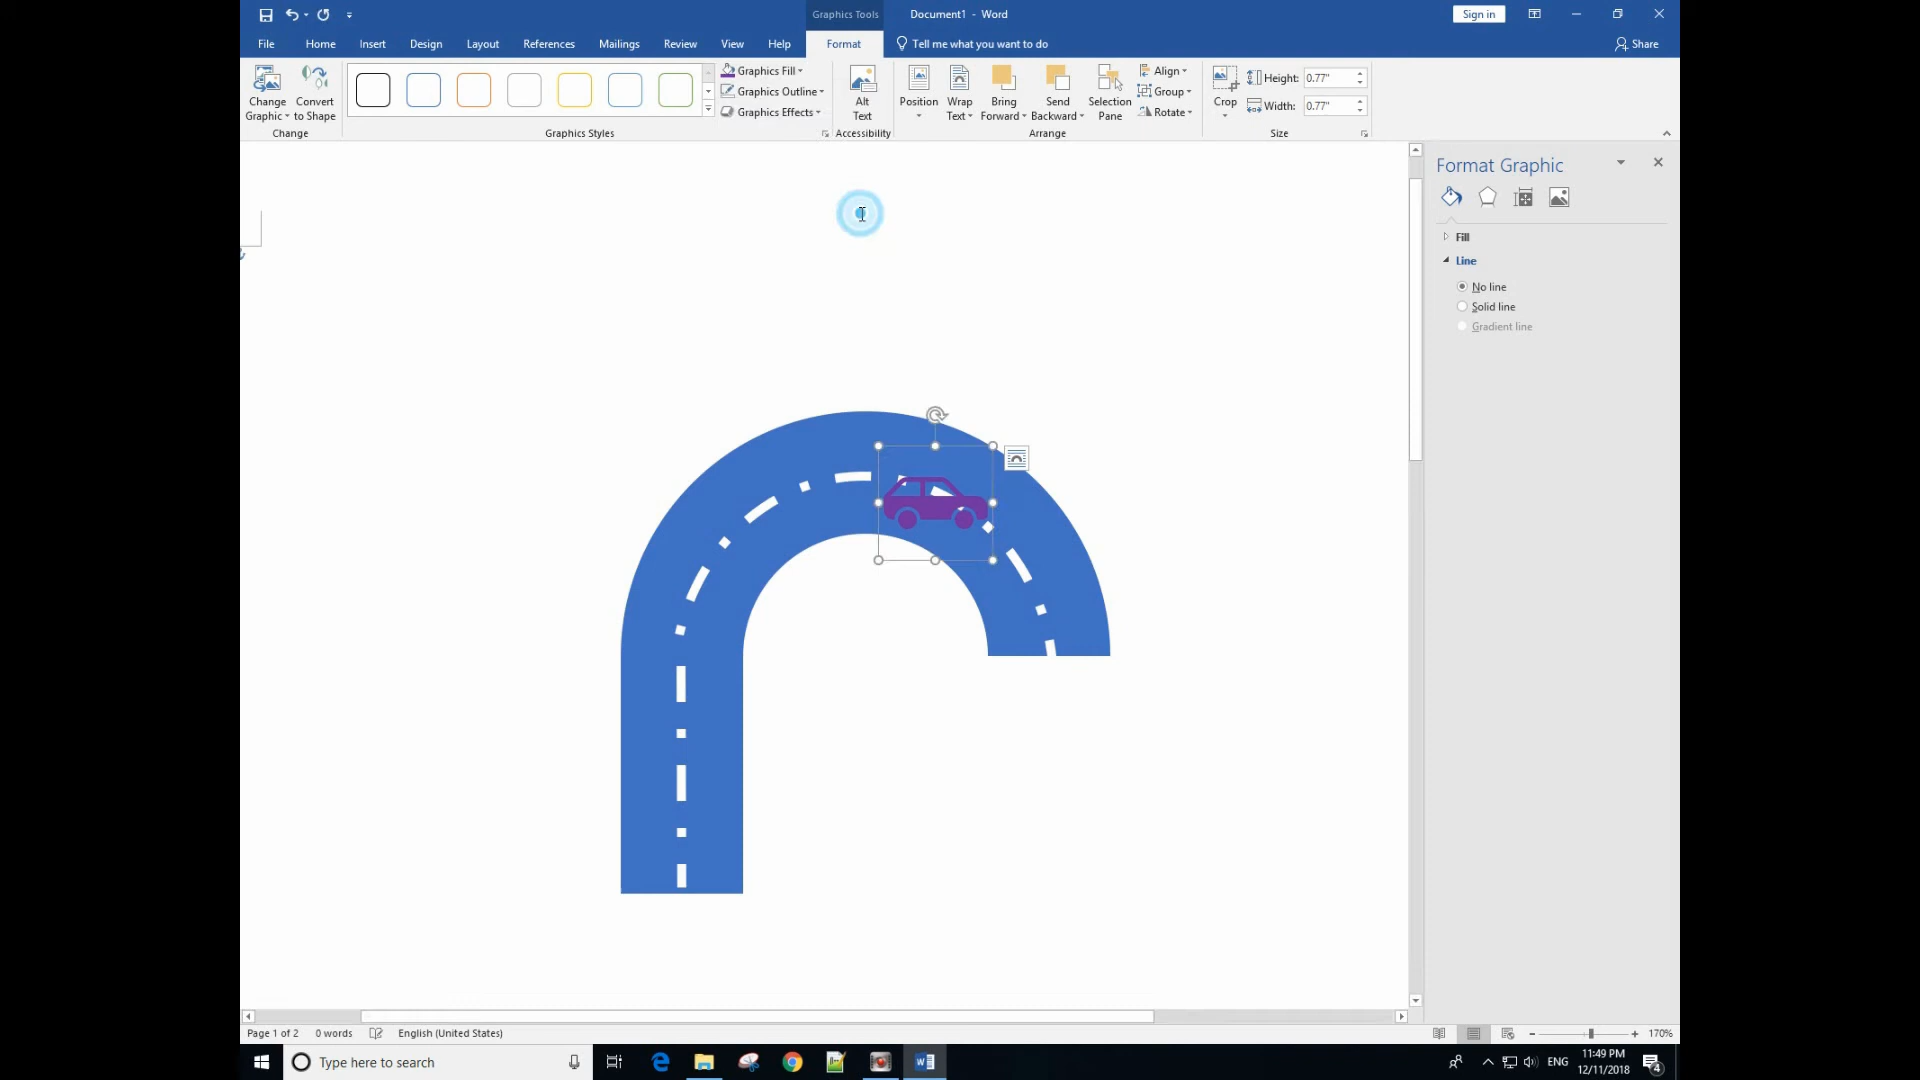 Graphics Tools
Document1 - Word
Sign in
File Home Insert Design Layout References Mailings Review View Help Format Tell me what you want to do Share
Change Graphic
Convert to Shape
Change
Graphics Fill
Graphics Outline
Graphics Effects
Graphics Styles
Alt Text
Accessibility
Position
Wrap Text
Bring Forward
Send Backward
Selection Pane
Align
Group
Rotate
Arrange
Crop
Height: 0.77"
Width: 0.77"
Size
Format Graphic
Fill
Line
No line
Solid line
Gradient line
Page 1 of 2 0 words English (United States) 170%
Type here to search
ENG
11:49 PM
12/11/2018
4